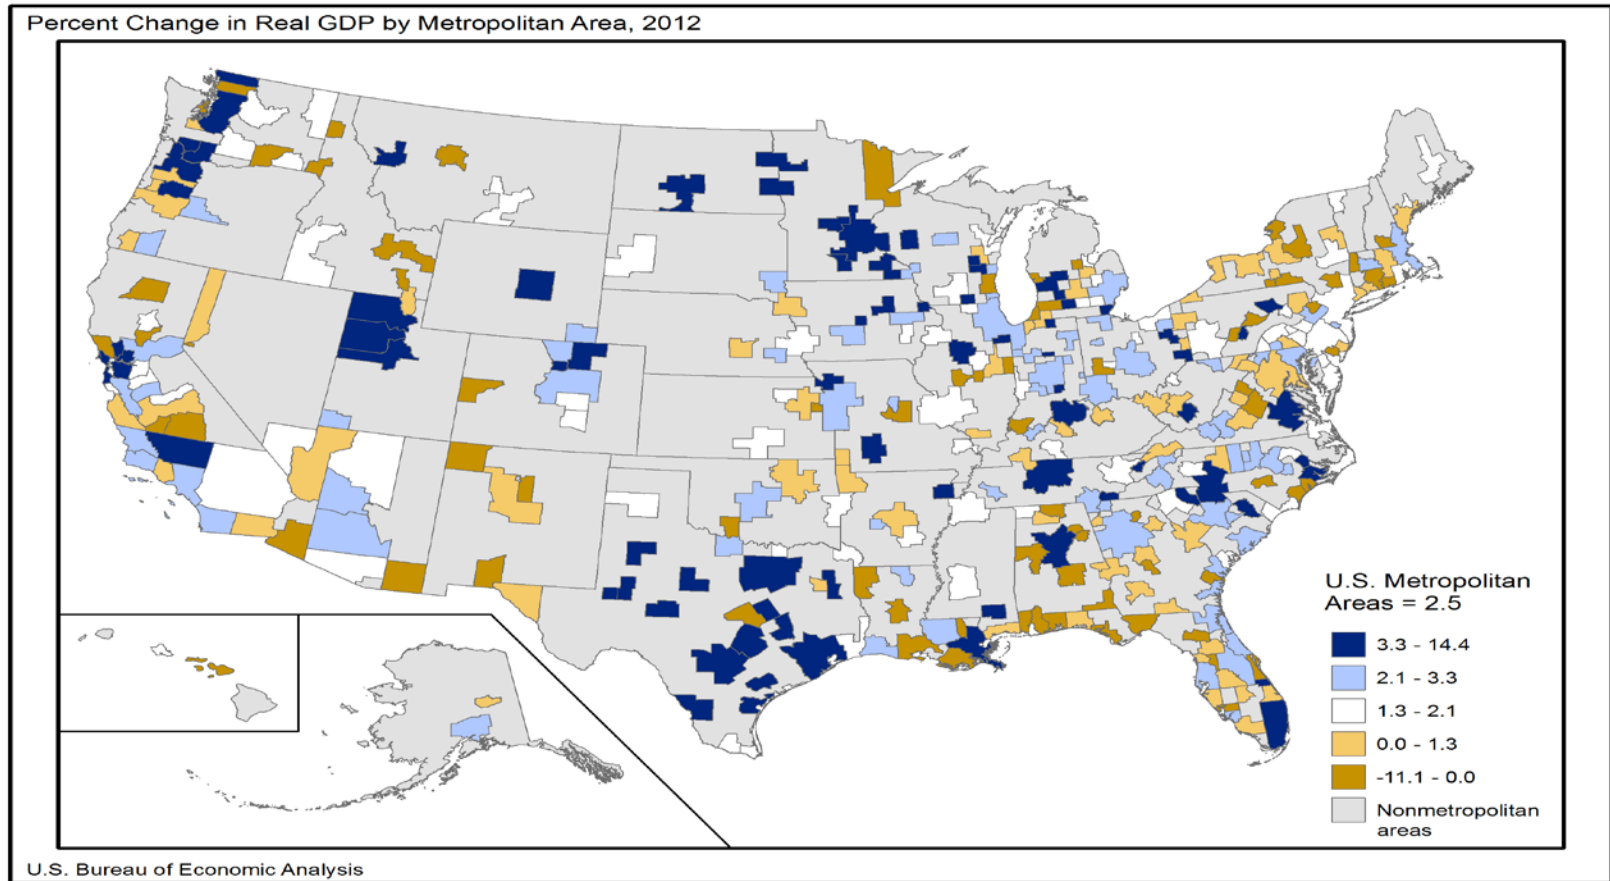 Percent Change in Real GDP by Metropolitan Area, 2012
U.S. Metropolitan
Areas = 2.5
3.3 - 14.4
2.1 - 3.3
1.3 - 2.1
0.0 - 1.3
-11.1 - 0.0
Nonmetropolitan
areas
U.S. Bureau of Economic Analysis